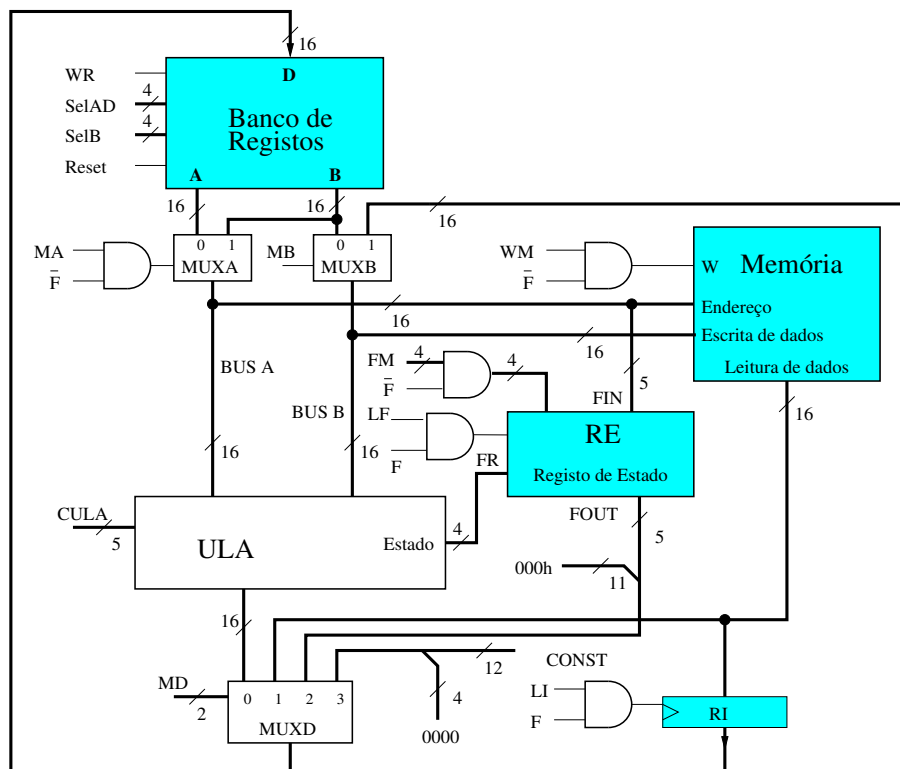 16
WR
D
SelAD
4
Banco de
Registos
SelB
4
Reset
A
B
16
16
16
MA
F̅
0 1
MUXA
MB
0 1
MUXB
WM
F̅
W
Memória
Endereço
16
Escrita de dados
16
Leitura de dados
BUS A
FM
4
F̅
4
5
FIN
16
BUS B
LF
F
RE
Registo de Estado
16
16
FR
CULA
5
ULA
Estado
4
FOUT
5
000h
11
16
12
CONST
MD
2
0 1 2 3
MUXD
4
0000
LI
F
RI